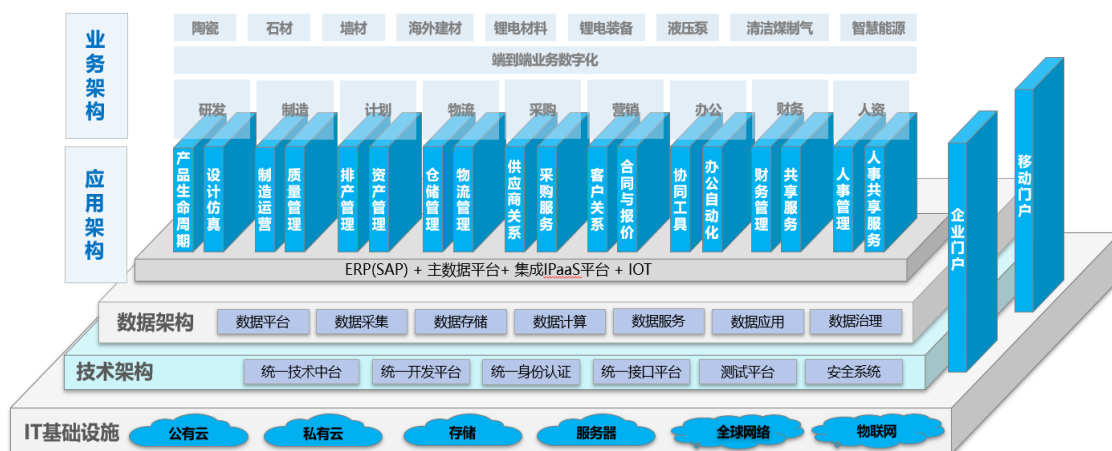 业务架构
陶瓷
石材
墙材
海外建材
锂电材料
锂电装备
液压泵
清洁煤制气
智慧能源
端到端业务数字化
研发
制造
计划
物流
采购
营销
办公
财务
人资
应用架构
产品生命周期
设计仿真
制造运营
质量管理
排产管理
资产管理
仓储管理
物流管理
供应商关系
采购服务
客户关系
合同与报价
协同工具
办公自动化
财务管理
共享服务
人事管理
人事共享服务
企业门户
移动门户
ERP(SAP) + 主数据平台+ 集成IPaaS平台 + IOT
数据架构
数据平台
数据采集
数据存储
数据计算
数据服务
数据应用
数据治理
技术架构
统一技术中台
统一开发平台
统一身份认证
统一接口平台
测试平台
安全系统
IT基础设施
公有云
私有云
存储
服务器
全球网络
物联网